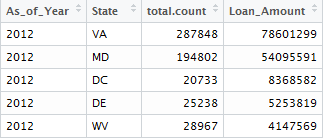 As_of_Year State total.count Loan_Amount
2012 VA 287848 78601299
2012 MD 194802 54095591
2012 DC 20733 8368582
2012 DE 25238 5253819
2012 WV 28967 4147569